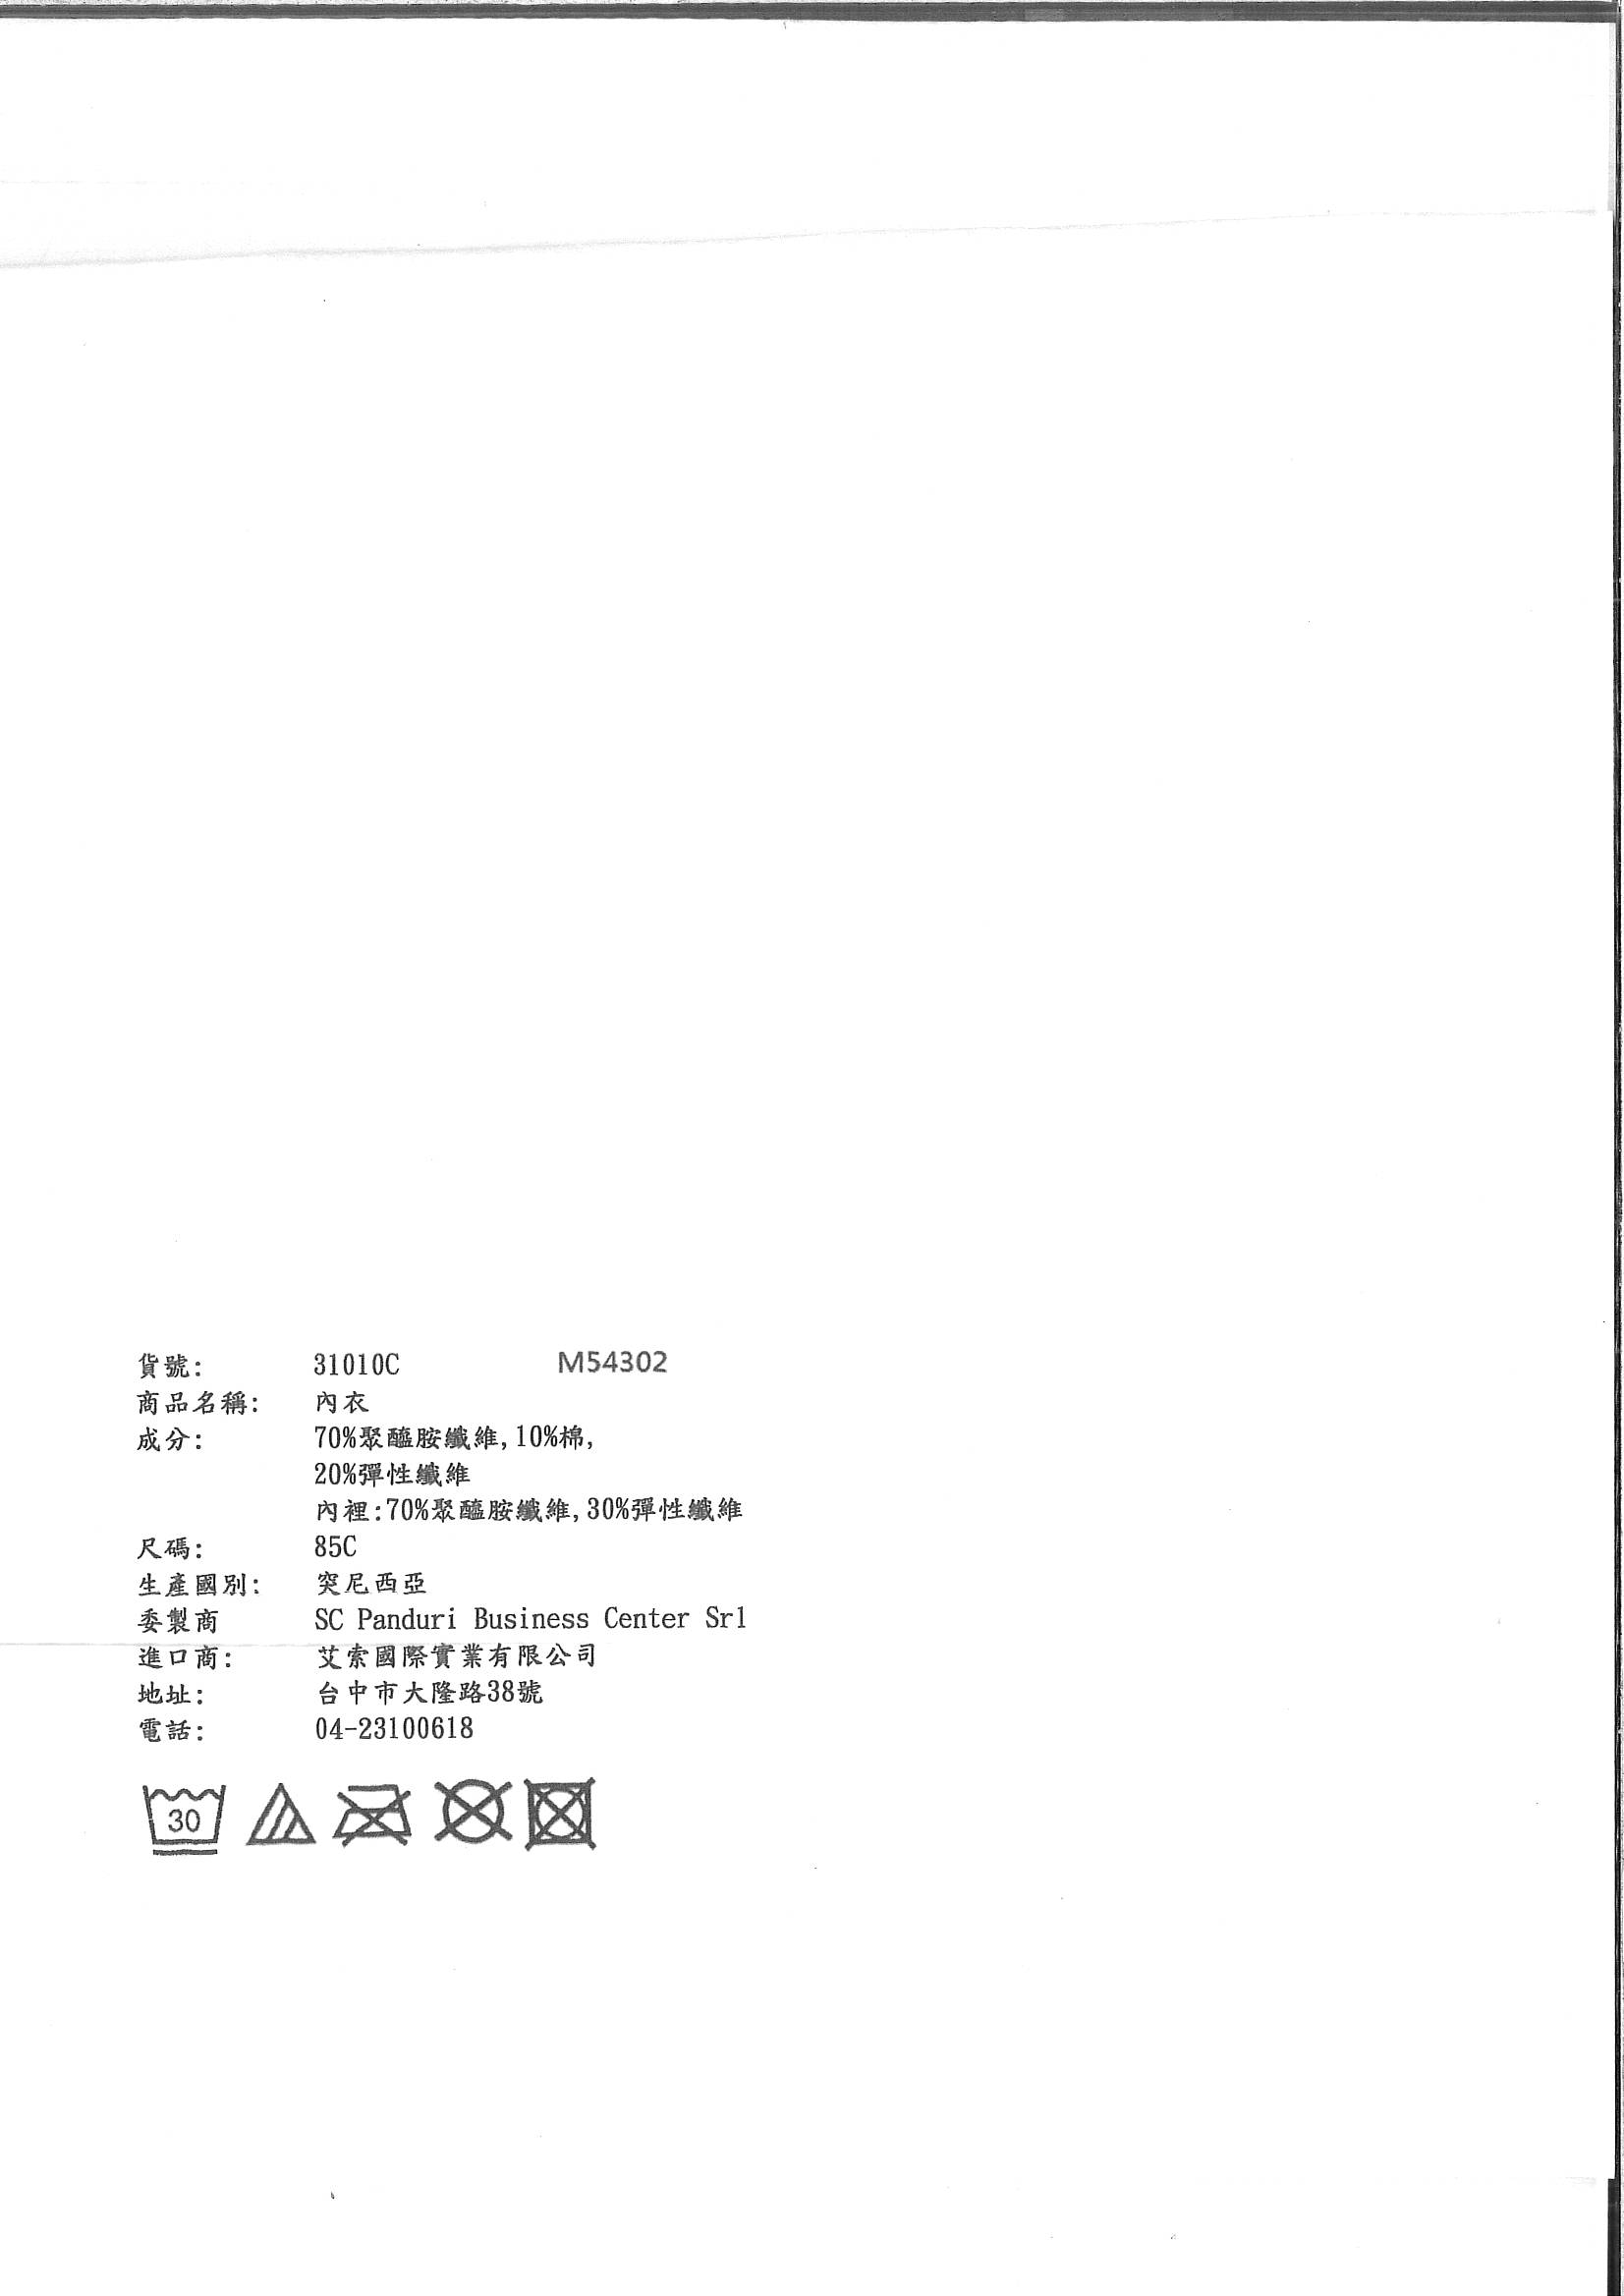 貨號: 31010C M54302
商品名稱: 內衣
成分: 70%聚醯胺纖維, 10%棉,
20%彈性纖維
內裡:70%聚醯胺纖維, 30%彈性纖維
尺碼: 85C
生產國別: 突尼西亞
委製商 SC Panduri Business Center Srl
進口商: 艾索國際實業有限公司
地址: 台中市大隆路38號
電話: 04-23100618
30